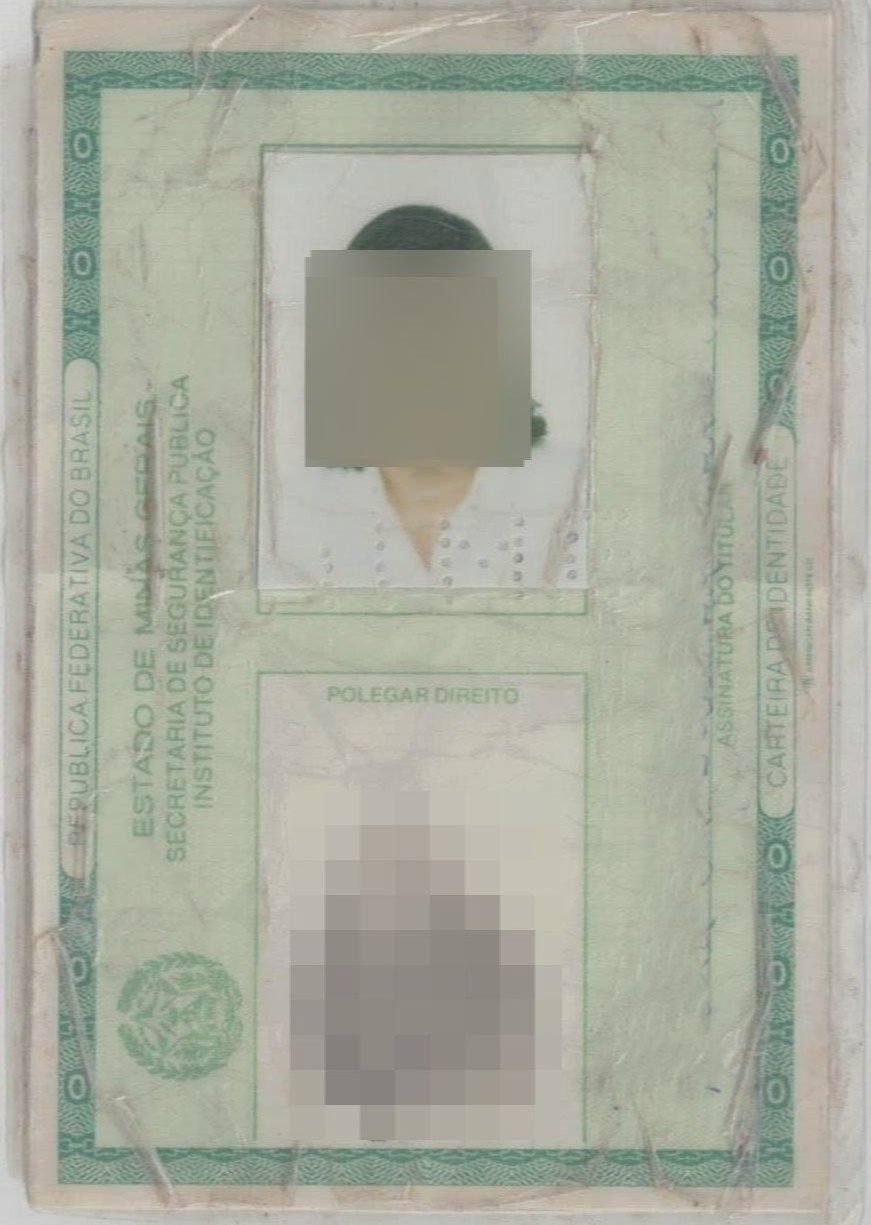 REPÚBLICA FEDERATIVA DO BRASIL
ESTADO DE MINAS GERAIS
SECRETARIA DE SEGURANÇA PÚBLICA
INSTITUTO DE IDENTIFICAÇÃO
POLEGAR DIREITO
ASSINATURA DO TITULAR
CARTEIRA DE IDENTIDADE